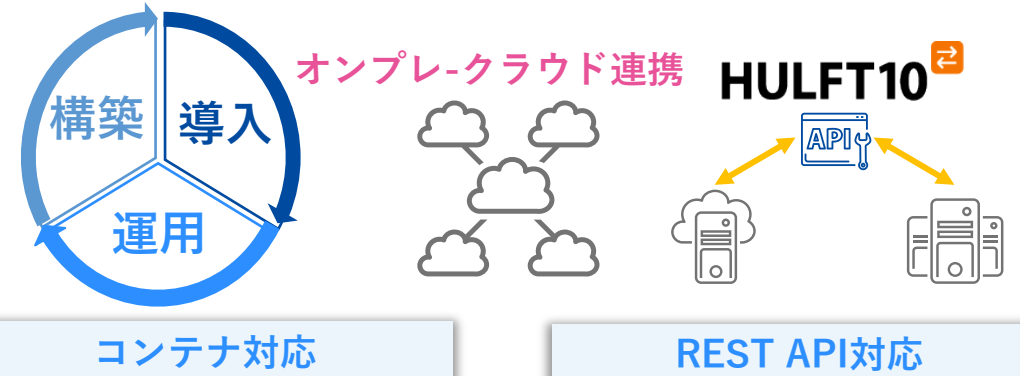 構築
導入
運用
オンプレ-クラウド連携
HULFT10
API
コンテナ対応
REST API対応